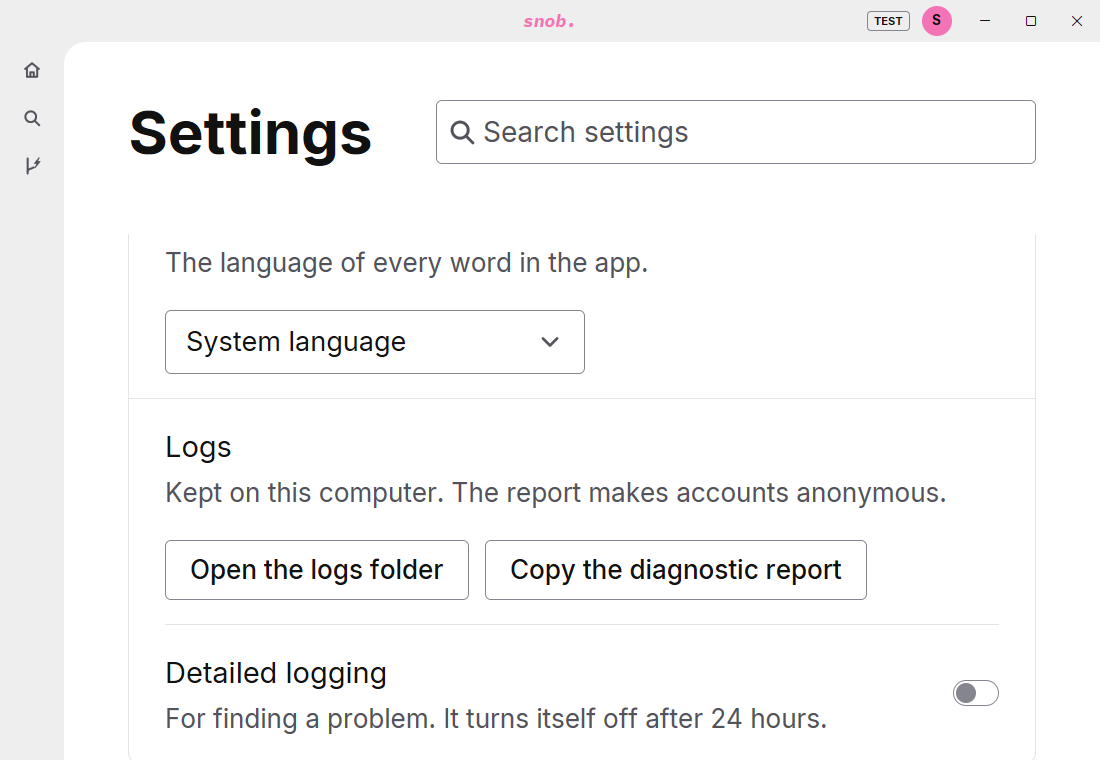 snob.
TEST
S
Settings
Search settings
The language of every word in the app.
System language
Logs
Kept on this computer. The report makes accounts anonymous.
Open the logs folder
Copy the diagnostic report
Detailed logging
For finding a problem. It turns itself off after 24 hours.